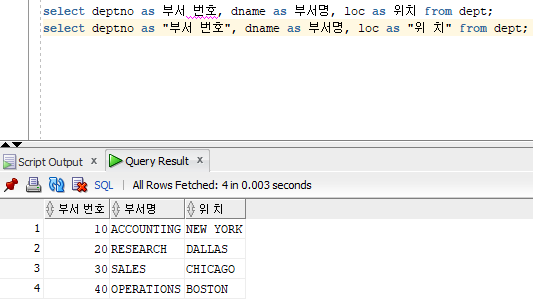 select deptno as 부서 번호, dname as 부서명, loc as 위치 from dept;
select deptno as "부서 번호", dname as 부서명, loc as "위 치" from dept;
Script Output x Query Result x
SQL | All Rows Fetched: 4 in 0.003 seconds
부서 번호 부서명 위 치
1 10 ACCOUNTING NEW YORK
2 20 RESEARCH DALLAS
3 30 SALES CHICAGO
4 40 OPERATIONS BOSTON